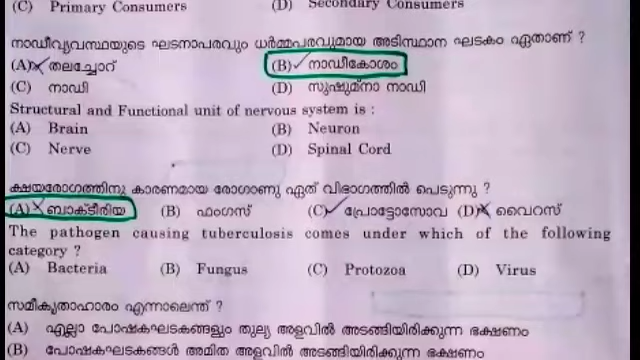 (C) Primary Consumers (D) Secondary Consumers
നാഡീവ്യവസ്ഥയുടെ ഘടനാപരവും ധർമ്മപരവുമായ അടിസ്ഥാന ഘടകം ഏതാണ് ?
(A) തലച്ചോറ് (B) നാഡീകോശം
(C) നാഡി (D) സുഷുമ്നാ നാഡി
Structural and Functional unit of nervous system is :
(A) Brain (B) Neuron
(C) Nerve (D) Spinal Cord
ക്ഷയരോഗത്തിനു കാരണമായ രോഗാണു ഏത് വിഭാഗത്തിൽ പെടുന്നു ?
(A) ബാക്ടീരിയ (B) ഫംഗസ് (C) പ്രോട്ടോസോവ (D) വൈറസ്
The pathogen causing tuberculosis comes under which of the following
category ?
(A) Bacteria (B) Fungus (C) Protozoa (D) Virus
സമീകൃതാഹാരം എന്നാലെന്ത് ?
(A) എല്ലാ പോഷകഘടകങ്ങളും തുല്യ അളവിൽ അടങ്ങിയിരിക്കുന്ന ഭക്ഷണം
(B) പോഷകഘടകങ്ങൾ അമിത അളവിൽ അടങ്ങിയിരിക്കുന്ന ഭക്ഷണം